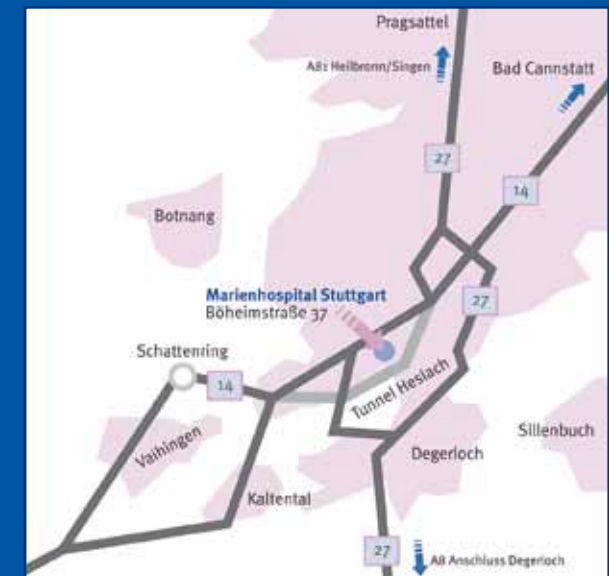 Pragsattel
A81 Heilbronn/Singen
Bad Cannstatt
27
14
Botnang
Marienhospital Stuttgart
Böheimstraße 37
27
Schattenring
14
Tunnel Heslach
Vaihingen
Degerloch
Sillenbuch
Kaltental
27
A8 Anschluss Degerloch